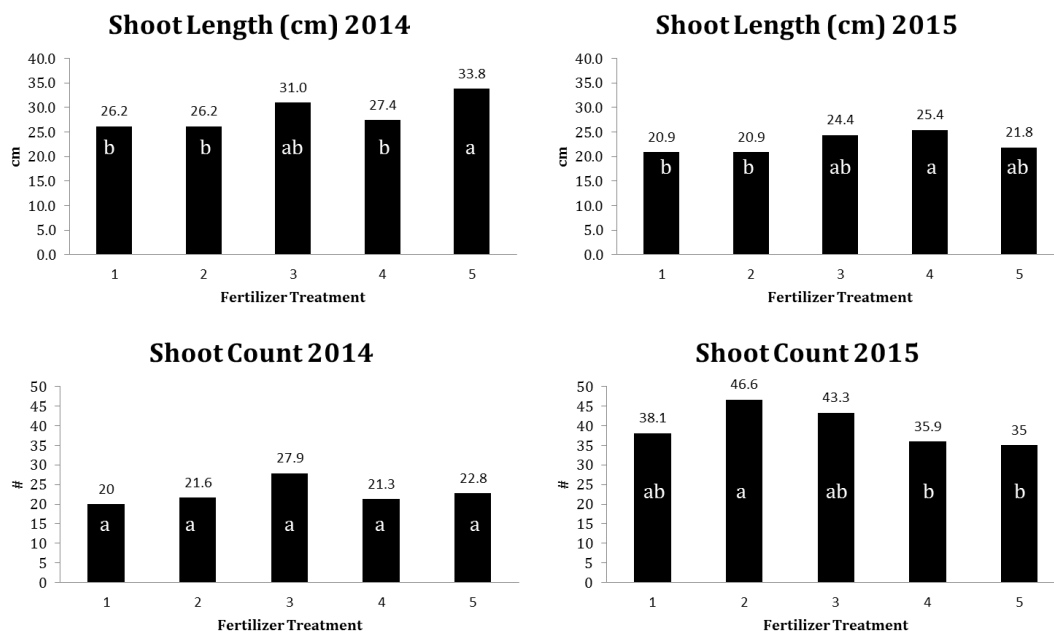 Shoot Length (cm) 2014
40.0
35.0
30.0
25.0
20.0
15.0
10.0
5.0
0.0
cm
26.2
26.2
31.0
27.4
33.8
b
b
ab
b
a
1
2
3
4
5
Fertilizer Treatment
Shoot Length (cm) 2015
40.0
35.0
30.0
25.0
20.0
15.0
10.0
5.0
0.0
cm
20.9
20.9
24.4
25.4
21.8
b
b
ab
a
ab
1
2
3
4
5
Fertilizer Treatment
Shoot Count 2014
50
45
40
35
30
25
20
15
10
5
0
#
20
21.6
27.9
21.3
22.8
a
a
a
a
a
1
2
3
4
5
Fertilizer Treatment
Shoot Count 2015
50
45
40
35
30
25
20
15
10
5
0
#
38.1
46.6
43.3
35.9
35
ab
a
ab
b
b
1
2
3
4
5
Fertilizer Treatment